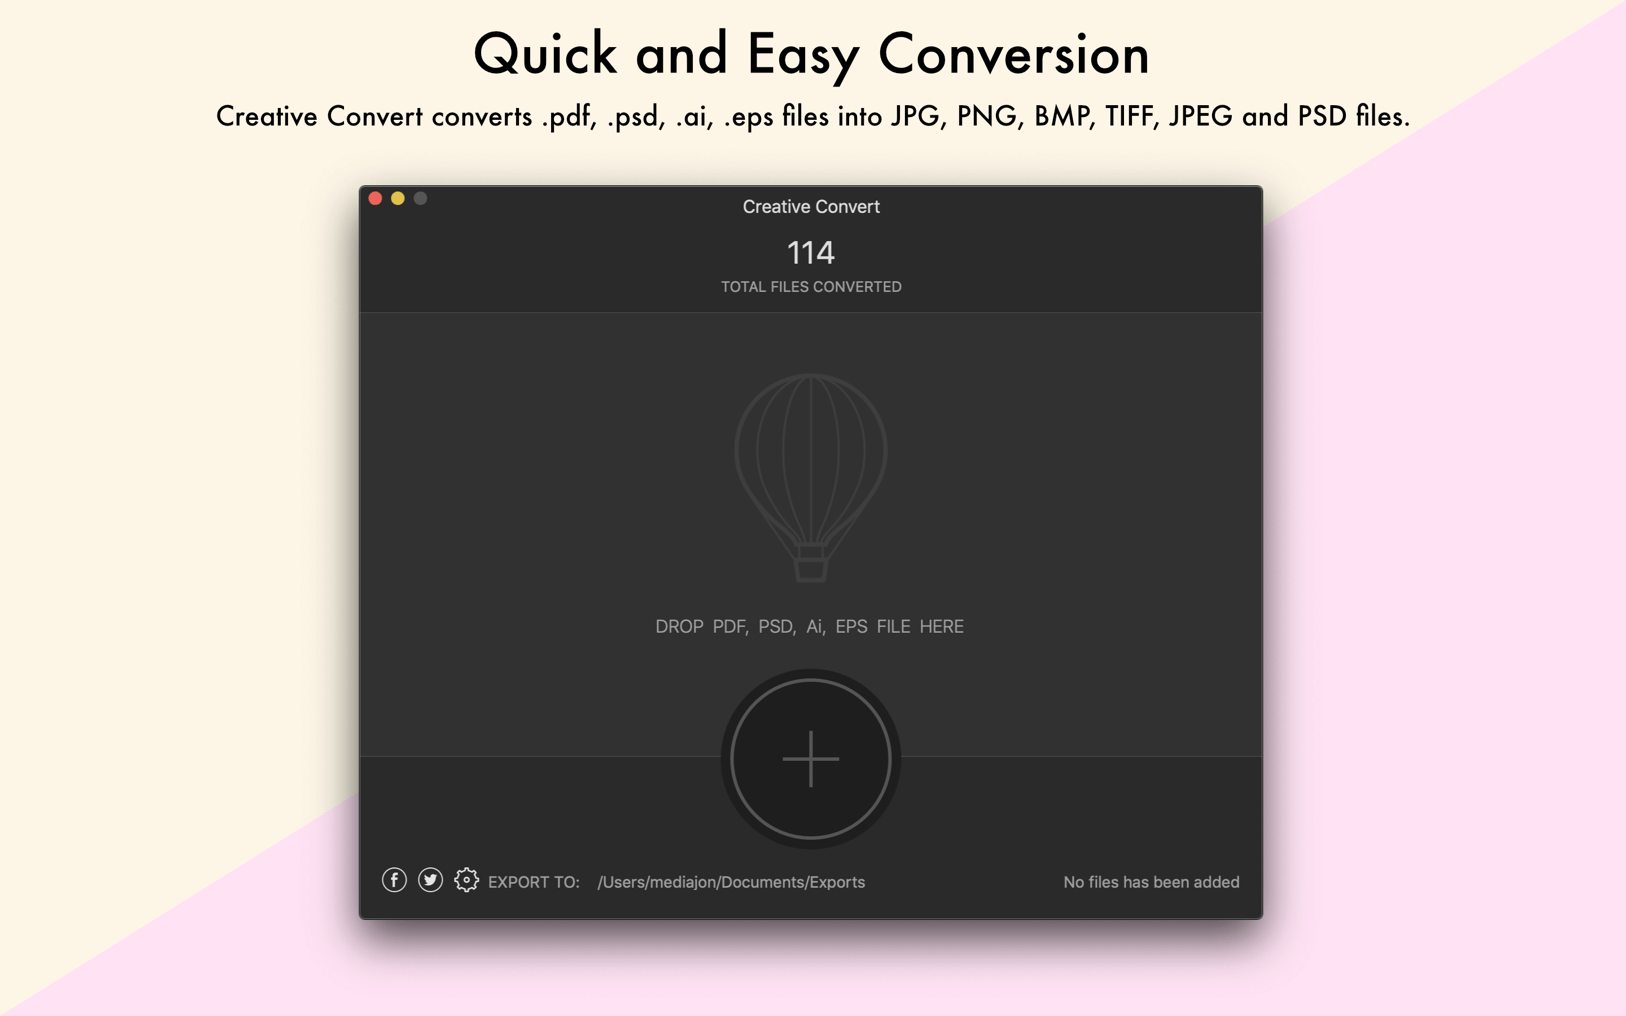 Quick and Easy Conversion
Creative Convert converts .pdf, .psd, .ai, .eps files into JPG, PNG, BMP, TIFF, JPEG and PSD files.
Creative Convert
114
TOTAL FILES CONVERTED
DROP PDF, PSD, Ai, EPS FILE HERE
EXPORT TO: /Users/mediajon/Documents/Exports
No files has been added